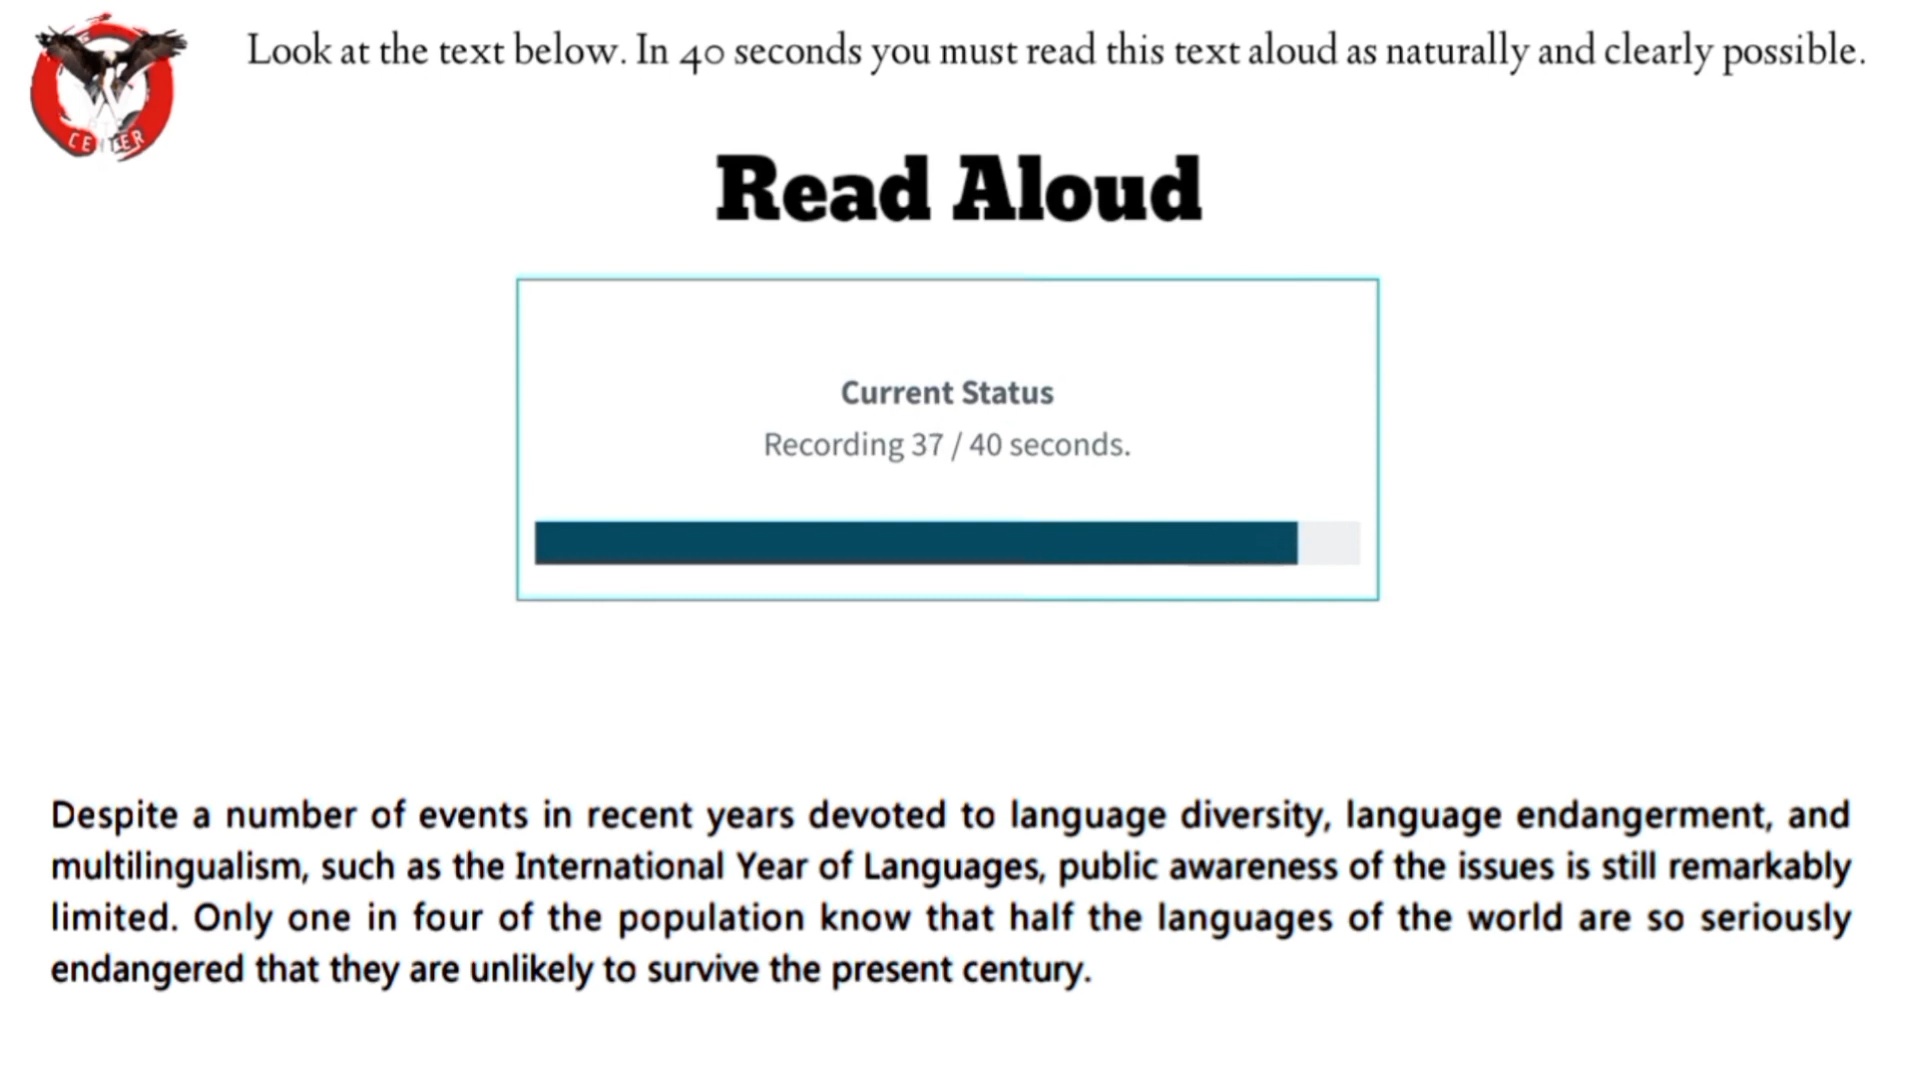 Look at the text below. In 40 seconds you must read this text aloud as naturally and clearly possible.
CENTER
Read Aloud
Current Status
Recording 37 / 40 seconds.
Despite a number of events in recent years devoted to language diversity, language endangerment, and
multilingualism, such as the International Year of Languages, public awareness of the issues is still remarkably
limited. Only one in four of the population know that half the languages of the world are so seriously
endangered that they are unlikely to survive the present century.